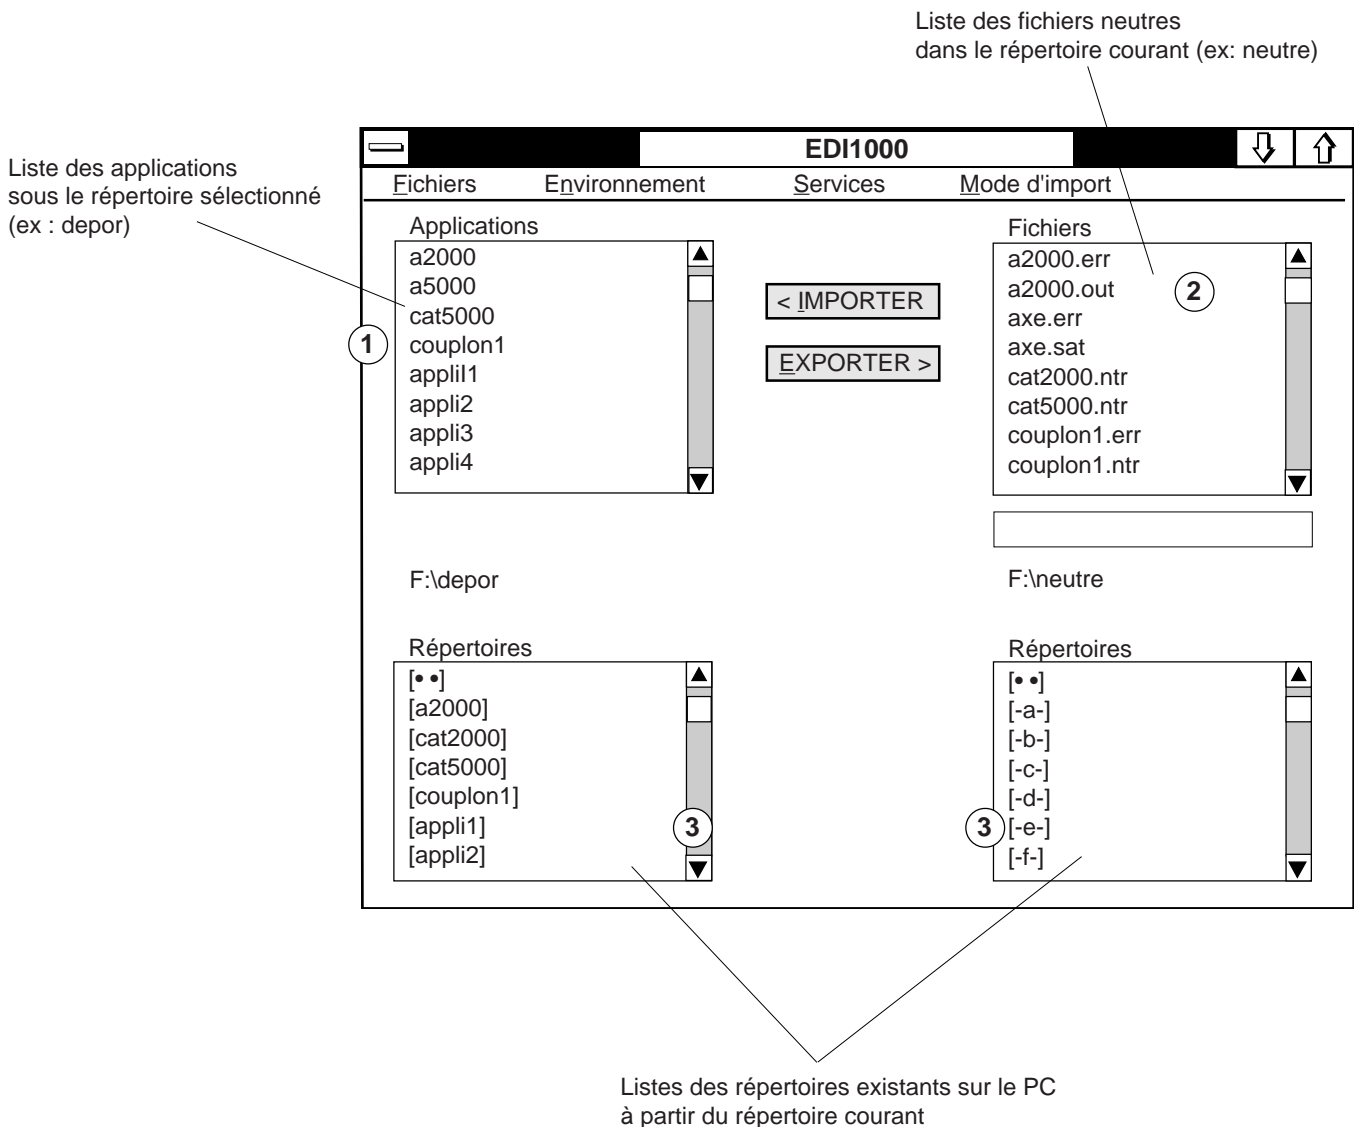 Liste des fichiers neutres
dans le répertoire courant (ex: neutre)
Liste des applications
sous le répertoire sélectionné
(ex : depor)
EDI1000
Fichiers Environnement Services Mode d'import
Applications
a2000
a5000
cat5000
couplon1
applil1
appli2
appli3
appli4
1
< IMPORTER
EXPORTER >
Fichiers
a2000.err
a2000.out
axe.err
axe.sat
cat2000.ntr
cat5000.ntr
couplon1.err
couplon1.ntr
2
F:\depor
F:\neutre
Répertoires
[• •]
[a2000]
[cat2000]
[cat5000]
[couplon1]
[appli1]
[appli2]
3
Répertoires
[• •]
[-a-]
[-b-]
[-c-]
[-d-]
[-e-]
[-f-]
3
Listes des répertoires existants sur le PC
à partir du répertoire courant